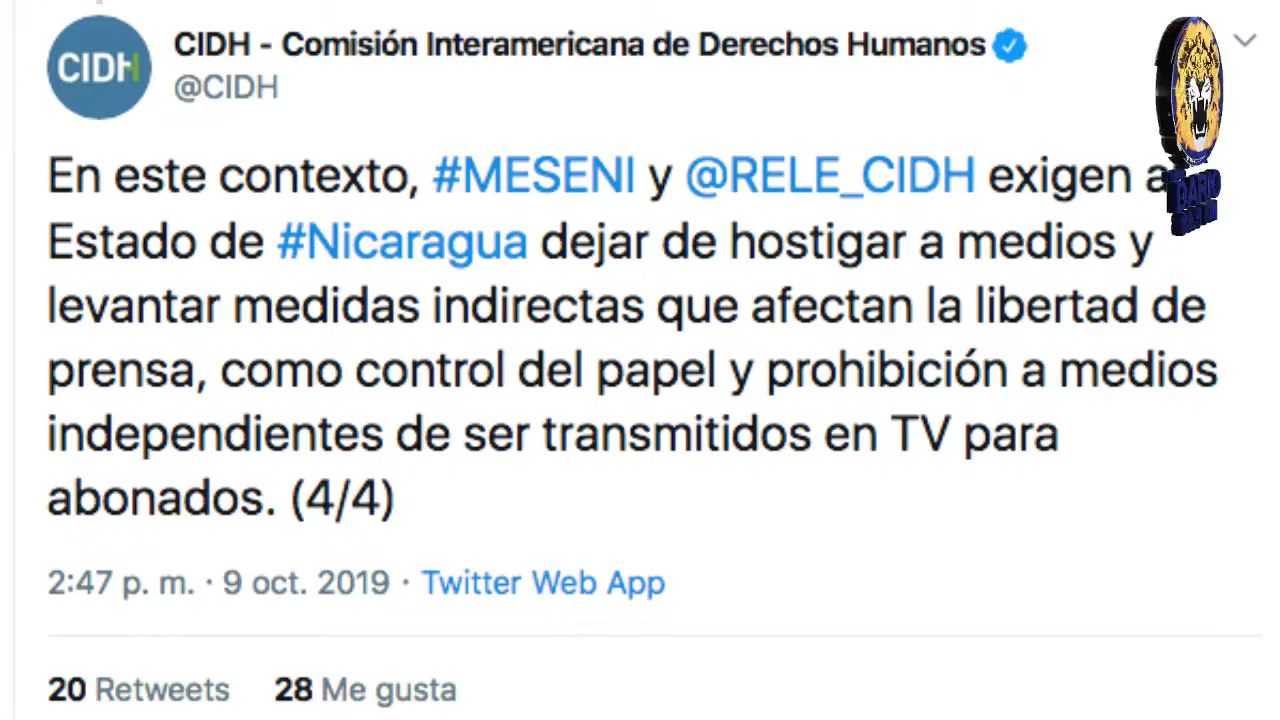 CIDH
CIDH - Comisión Interamericana de Derechos Humanos
@CIDH
En este contexto, #MESENI y @RELE_CIDH exigen a
Estado de #Nicaragua dejar de hostigar a medios y
levantar medidas indirectas que afectan la libertad de
prensa, como control del papel y prohibición a medios
independientes de ser transmitidos en TV para
abonados. (4/4)
2:47 p. m. · 9 oct. 2019 · Twitter Web App
20 Retweets 28 Me gusta
DARIO